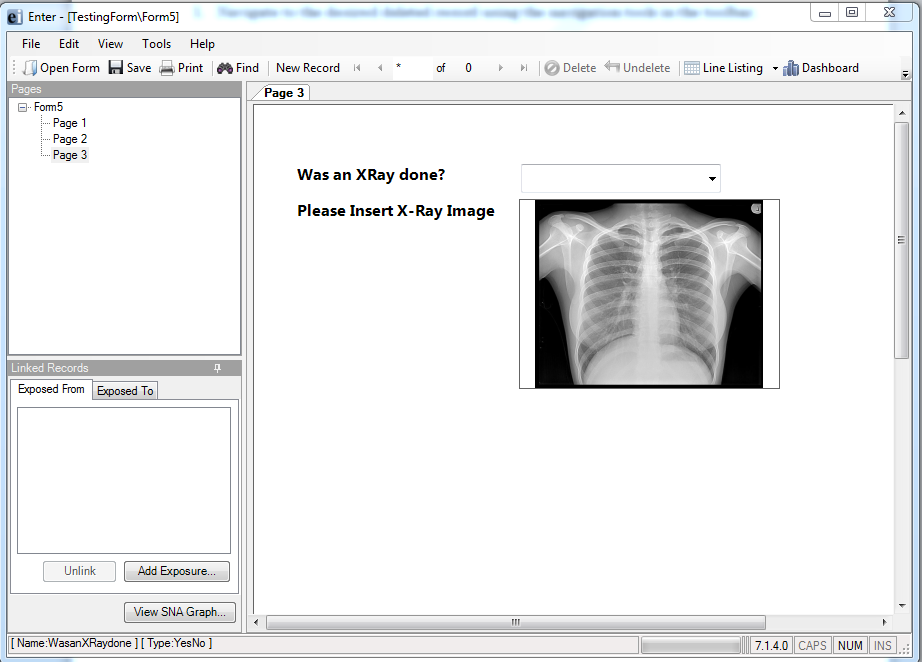 1. Navigate to the desired deleted record using the navigation tools in the toolbar
Enter - [TestingForm\Form5]
File Edit View Tools Help
Open Form Save Print Find New Record * of 0 Delete Undelete Line Listing Dashboard
Pages
Form5
Page 1
Page 2
Page 3
Page 3
Was an XRay done?
Please Insert X-Ray Image
Linked Records
Exposed From Exposed To
Unlink Add Exposure...
View SNA Graph...
[ Name:WasanXRaydone ] [ Type:YesNo ] 7.1.4.0 CAPS NUM INS